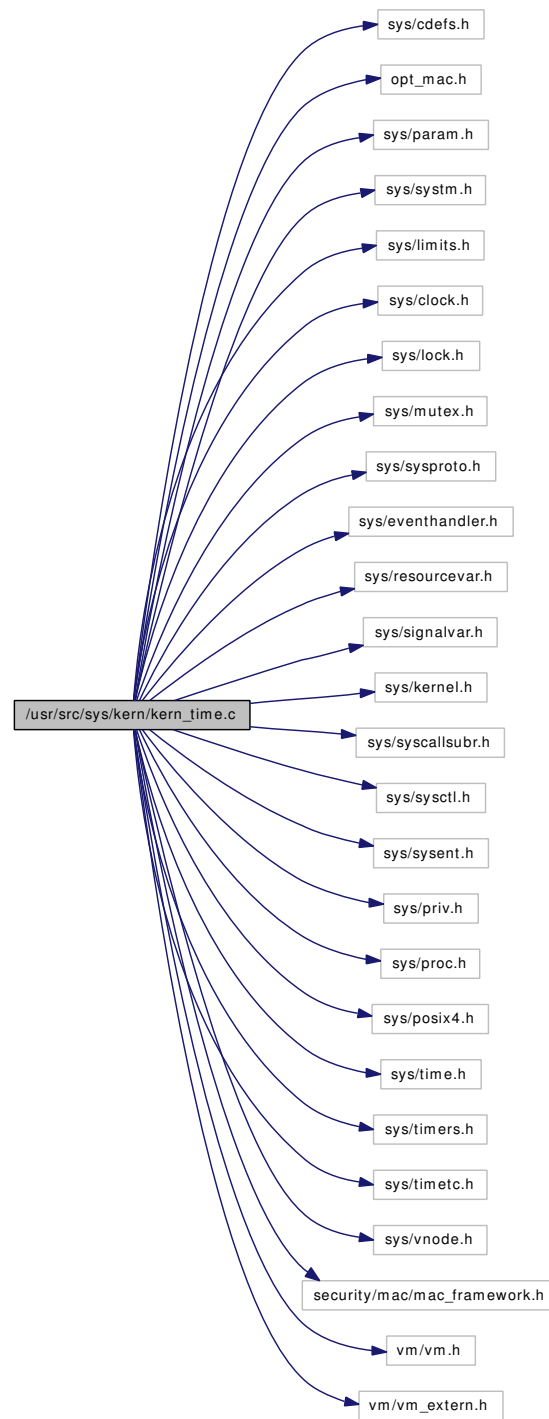 sys/cdefs.h
opt_mac.h
sys/param.h
sys/systm.h
sys/limits.h
sys/clock.h
sys/lock.h
sys/mutex.h
sys/sysproto.h
sys/eventhandler.h
sys/resourcevar.h
sys/signalvar.h
sys/kernel.h
/usr/src/sys/kern/kern_time.c
sys/syscallsubr.h
sys/sysctl.h
sys/sysent.h
sys/priv.h
sys/proc.h
sys/posix4.h
sys/time.h
sys/timers.h
sys/timetc.h
sys/vnode.h
security/mac/mac_framework.h
vm/vm.h
vm/vm_extern.h